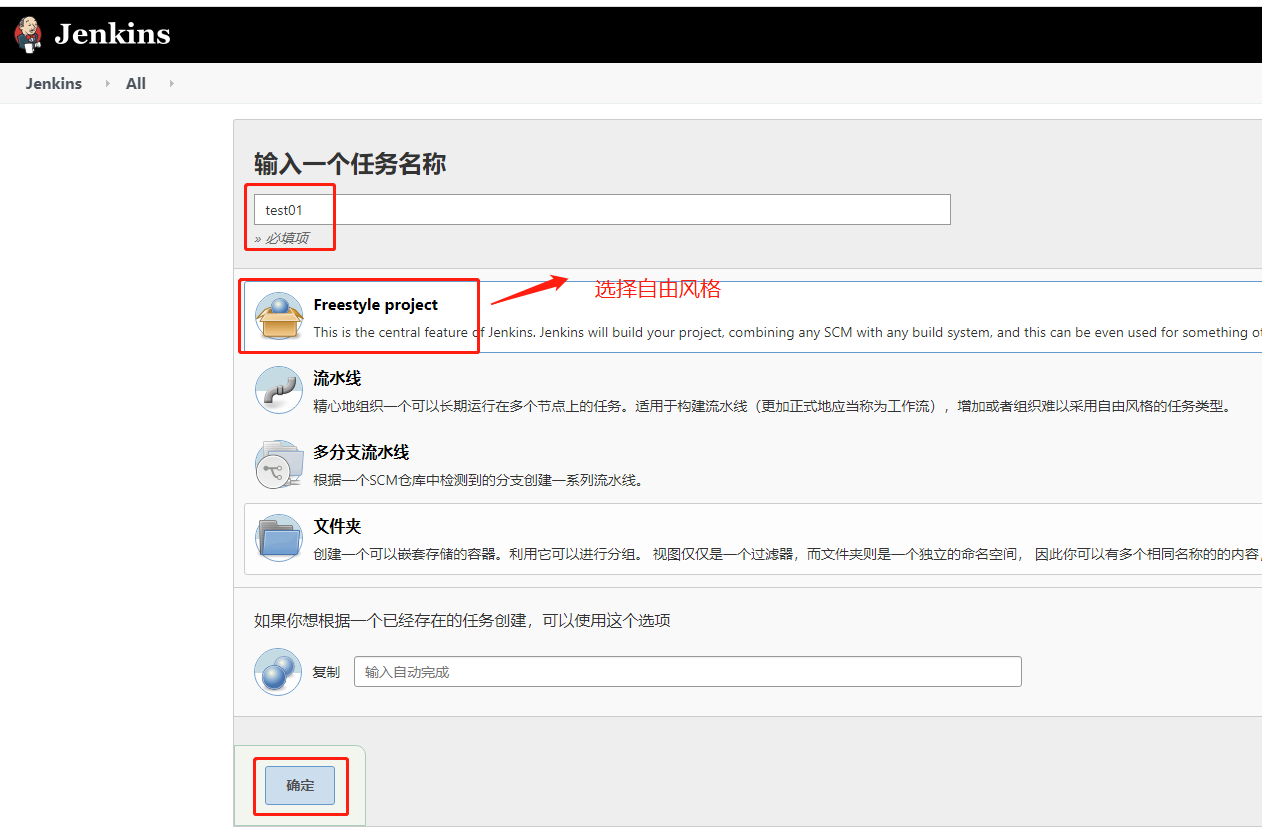 Jenkins
Jenkins All
输入一个任务名称
test01
» 必填项
选择自由风格
Freestyle project
This is the central feature of Jenkins. Jenkins will build your project, combining any SCM with any build system, and this can be even used for something
流水线
精心地组织一个可以长期运行在多个节点上的任务。适用于构建流水线（更加正式地应当称为工作流），增加或者组织难以采用自由风格的任务类型。
多分支流水线
根据一个SCM仓库中检测到的分支创建一系列流水线。
文件夹
创建一个可以嵌套存储的容器。利用它可以进行分组。 视图仅仅是一个过滤器，而文件夹则是一个独立的命名空间， 因此你可以有多个相同名称的的内容，
如果你想根据一个已经存在的任务创建，可以使用这个选项
复制 输入自动完成
确定